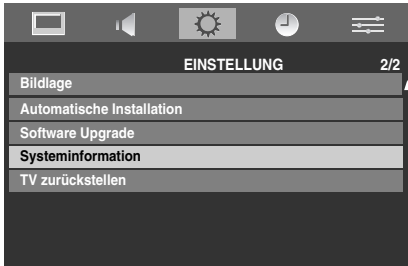 EINSTELLUNG 2/2
Bildlage
Automatische Installation
Software Upgrade
Systeminformation
TV zurückstellen